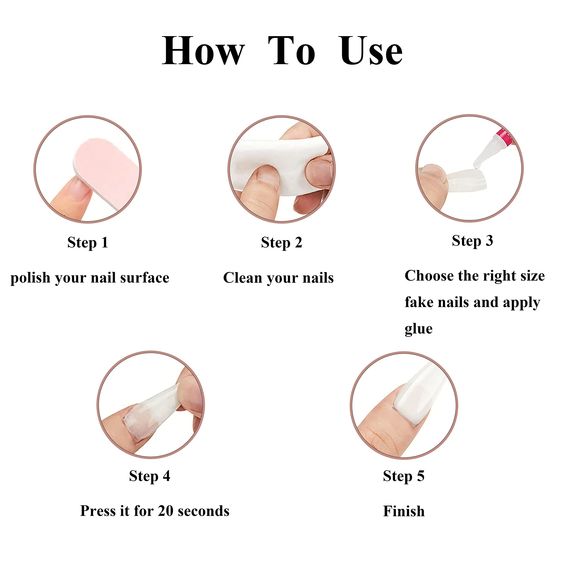 How To Use
Step 1
polish your nail surface
Step 2
Clean your nails
Step 3
Choose the right size
fake nails and apply
glue
Step 4
Press it for 20 seconds
Step 5
Finish